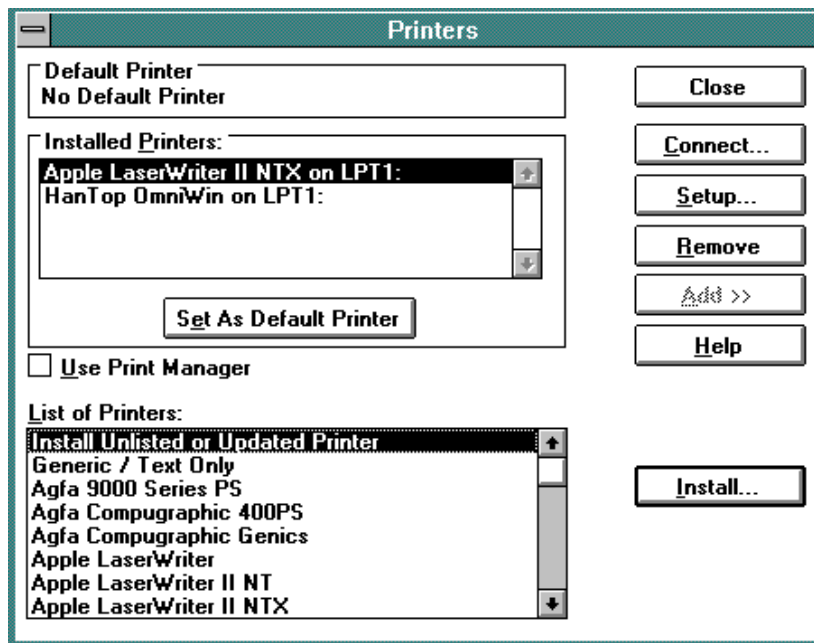 Printers
Default Printer
No Default Printer
Close
Installed Printers:
Connect...
Apple LaserWriter II NTX on LPT1:
HanTop OmniWin on LPT1:
Setup...
Remove
Add >>
Set As Default Printer
Help
Use Print Manager
List of Printers:
Install Unlisted or Updated Printer
Generic / Text Only
Agfa 9000 Series PS
Install...
Agfa Compugraphic 400PS
Agfa Compugraphic Genics
Apple LaserWriter
Apple LaserWriter II NT
Apple LaserWriter II NTX